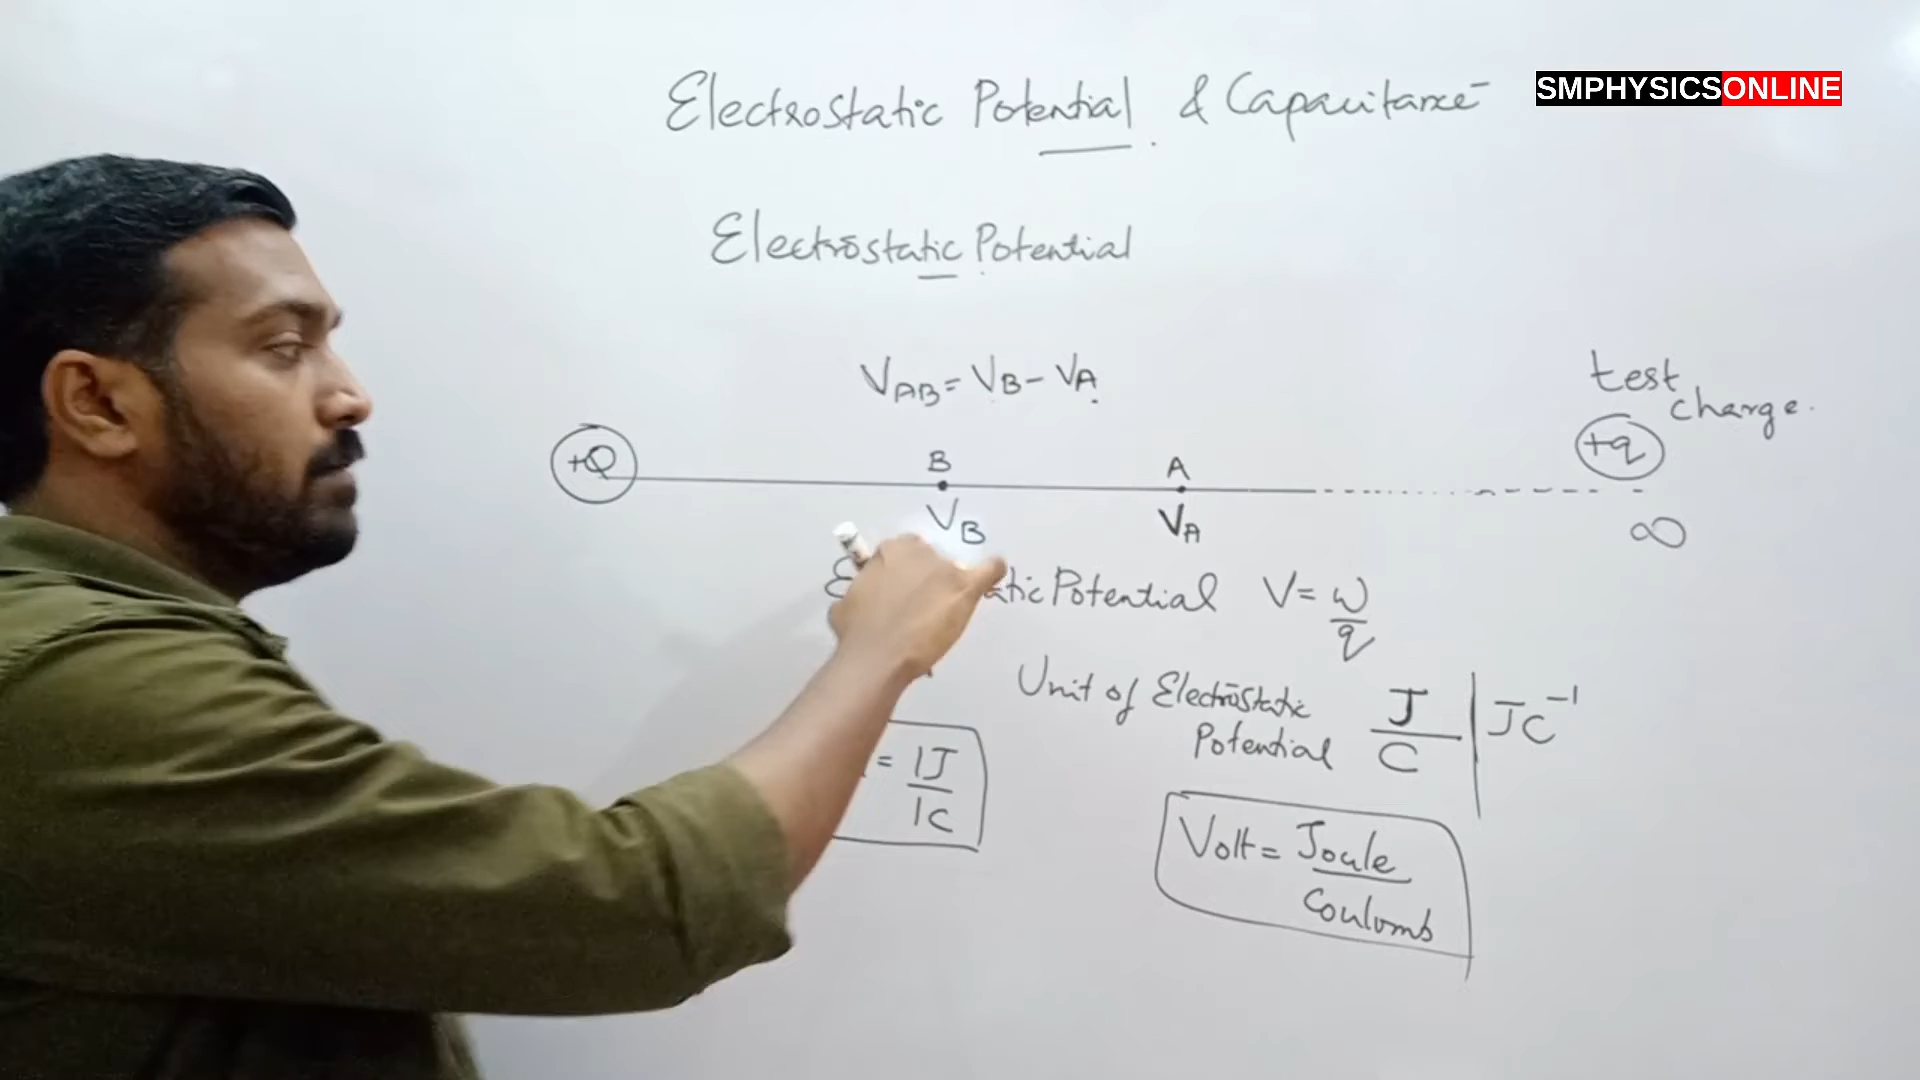 Electrostatic Potential & Capacitance
SMPHYSICSONLINE
Electrostatic Potential
VAB = VB - VA
test charge.
+Q
B
A
+q
VB
VA
∞
Potential V = w/q
Unit of Electrostatic Potential J/C | JC⁻¹
= 1J/1C
Volt = Joule/Coulomb